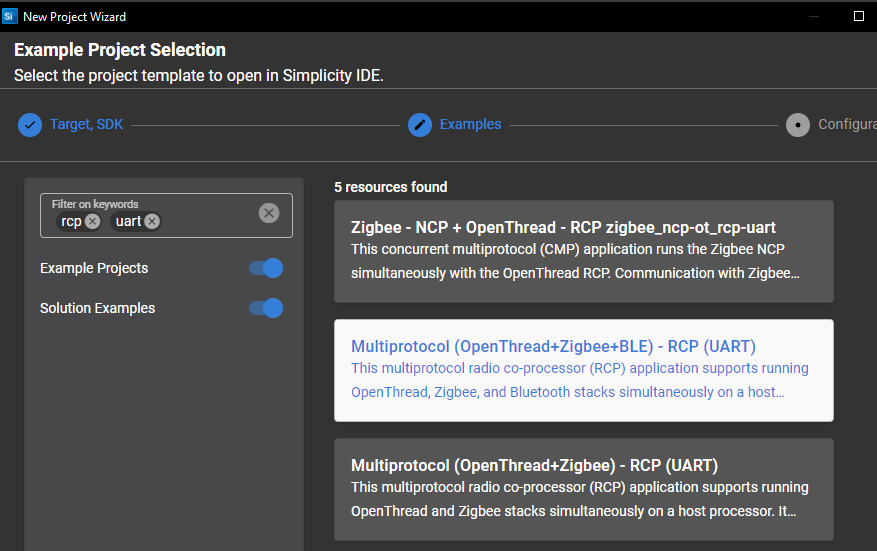 Si New Project Wizard
Example Project Selection
Select the project template to open in Simplicity IDE.
Target, SDK
Examples
Configura
Filter on keywords
rcp
uart
Example Projects
Solution Examples
5 resources found
Zigbee - NCP + OpenThread - RCP zigbee_ncp-ot_rcp-uart
This concurrent multiprotocol (CMP) application runs the Zigbee NCP
simultaneously with the OpenThread RCP. Communication with Zigbee…
Multiprotocol (OpenThread+Zigbee+BLE) - RCP (UART)
This multiprotocol radio co-processor (RCP) application supports running
OpenThread, Zigbee, and Bluetooth stacks simultaneously on a host…
Multiprotocol (OpenThread+Zigbee) - RCP (UART)
This multiprotocol radio co-processor (RCP) application supports running
OpenThread and Zigbee stacks simultaneously on a host processor. It…